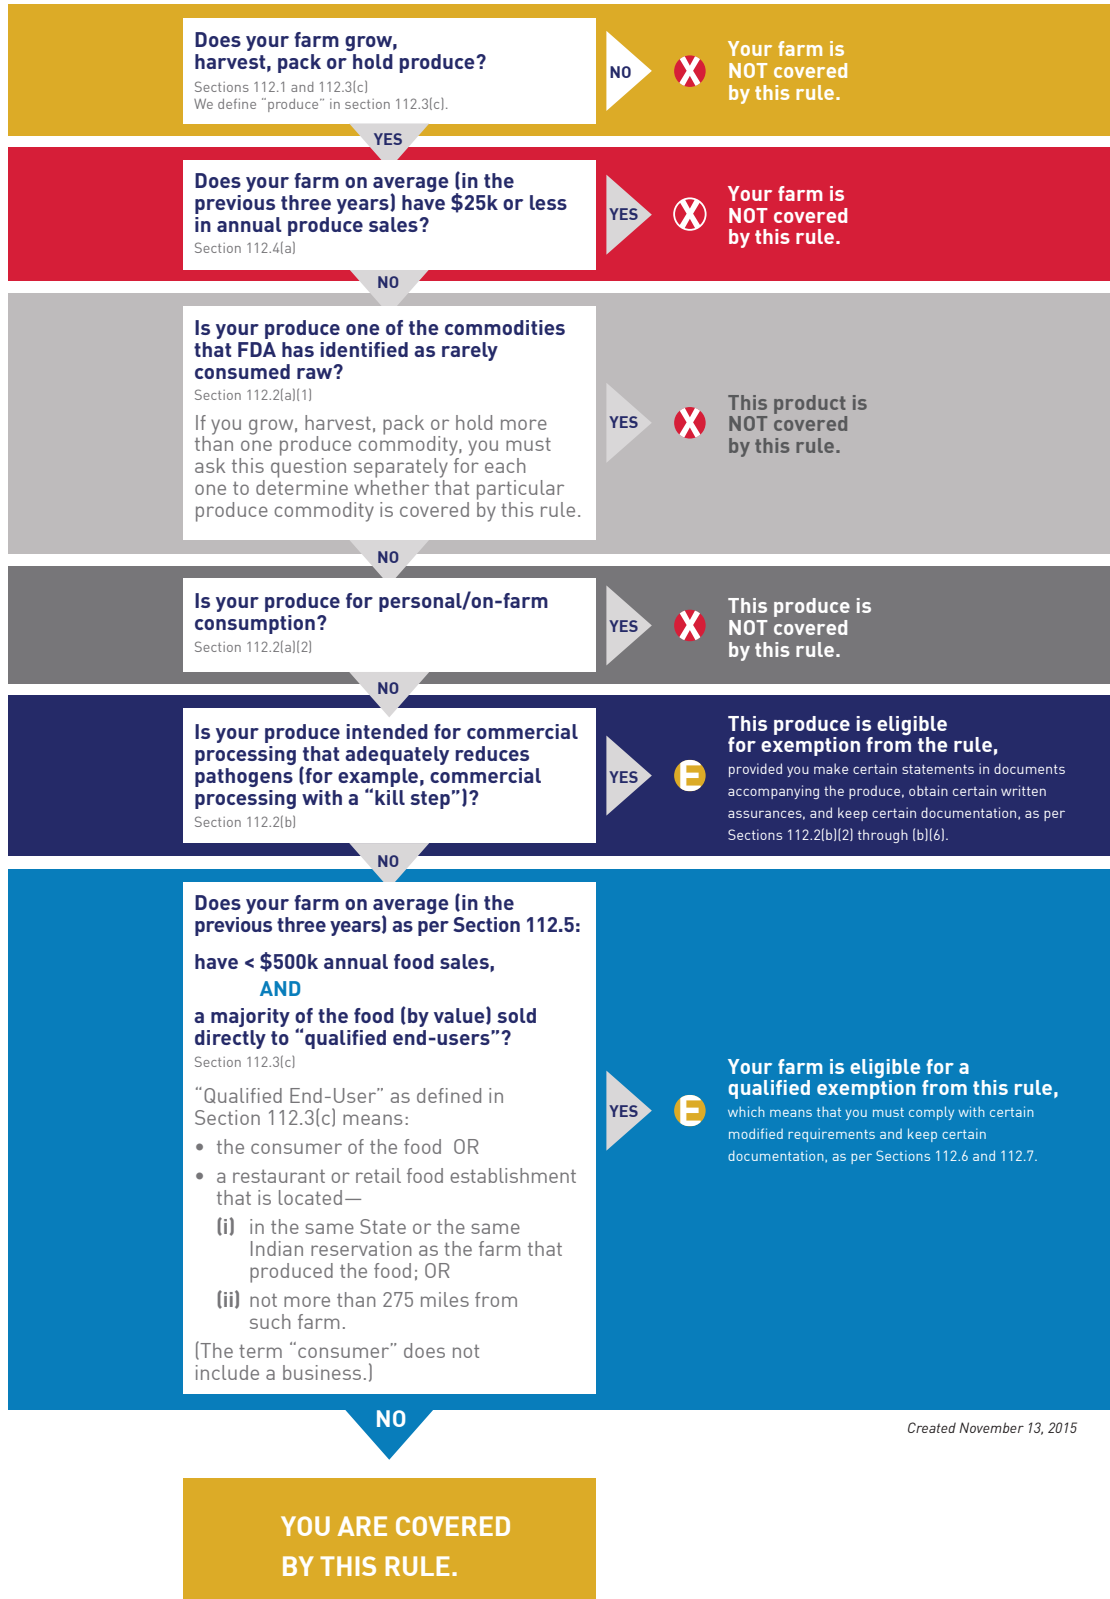 Does your farm grow,
harvest, pack or hold produce?
Sections 112.1 and 112.3(c)
We define “produce” in section 112.3(c).
NO
X
Your farm is
NOT covered
by this rule.
YES
Does your farm on average (in the
previous three years) have $25k or less
in annual produce sales?
Section 112.4(a)
YES
X
Your farm is
NOT covered
by this rule.
NO
Is your produce one of the commodities
that FDA has identified as rarely
consumed raw?
Section 112.2(a)(1)
If you grow, harvest, pack or hold more
than one produce commodity, you must
ask this question separately for each
one to determine whether that particular
produce commodity is covered by this rule.
YES
X
This product is
NOT covered
by this rule.
NO
Is your produce for personal/on-farm
consumption?
Section 112.2(a)(2)
YES
X
This produce is
NOT covered
by this rule.
NO
Is your produce intended for commercial
processing that adequately reduces
pathogens (for example, commercial
processing with a “kill step”)?
Section 112.2(b)
YES
E
This produce is eligible
for exemption from the rule,
provided you make certain statements in documents
accompanying the produce, obtain certain written
assurances, and keep certain documentation, as per
Sections 112.2(b)(2) through (b)(6).
NO
Does your farm on average (in the
previous three years) as per Section 112.5:
have < $500k annual food sales,
AND
a majority of the food (by value) sold
directly to “qualified end-users”?
Section 112.3(c)
“Qualified End-User” as defined in
Section 112.3(c) means:
• the consumer of the food OR
• a restaurant or retail food establishment
that is located—
(i) in the same State or the same
Indian reservation as the farm that
produced the food; OR
(ii) not more than 275 miles from
such farm.
(The term “consumer” does not
include a business.)
YES
E
Your farm is eligible for a
qualified exemption from this rule,
which means that you must comply with certain
modified requirements and keep certain
documentation, as per Sections 112.6 and 112.7.
NO
Created November 13, 2015
YOU ARE COVERED
BY THIS RULE.